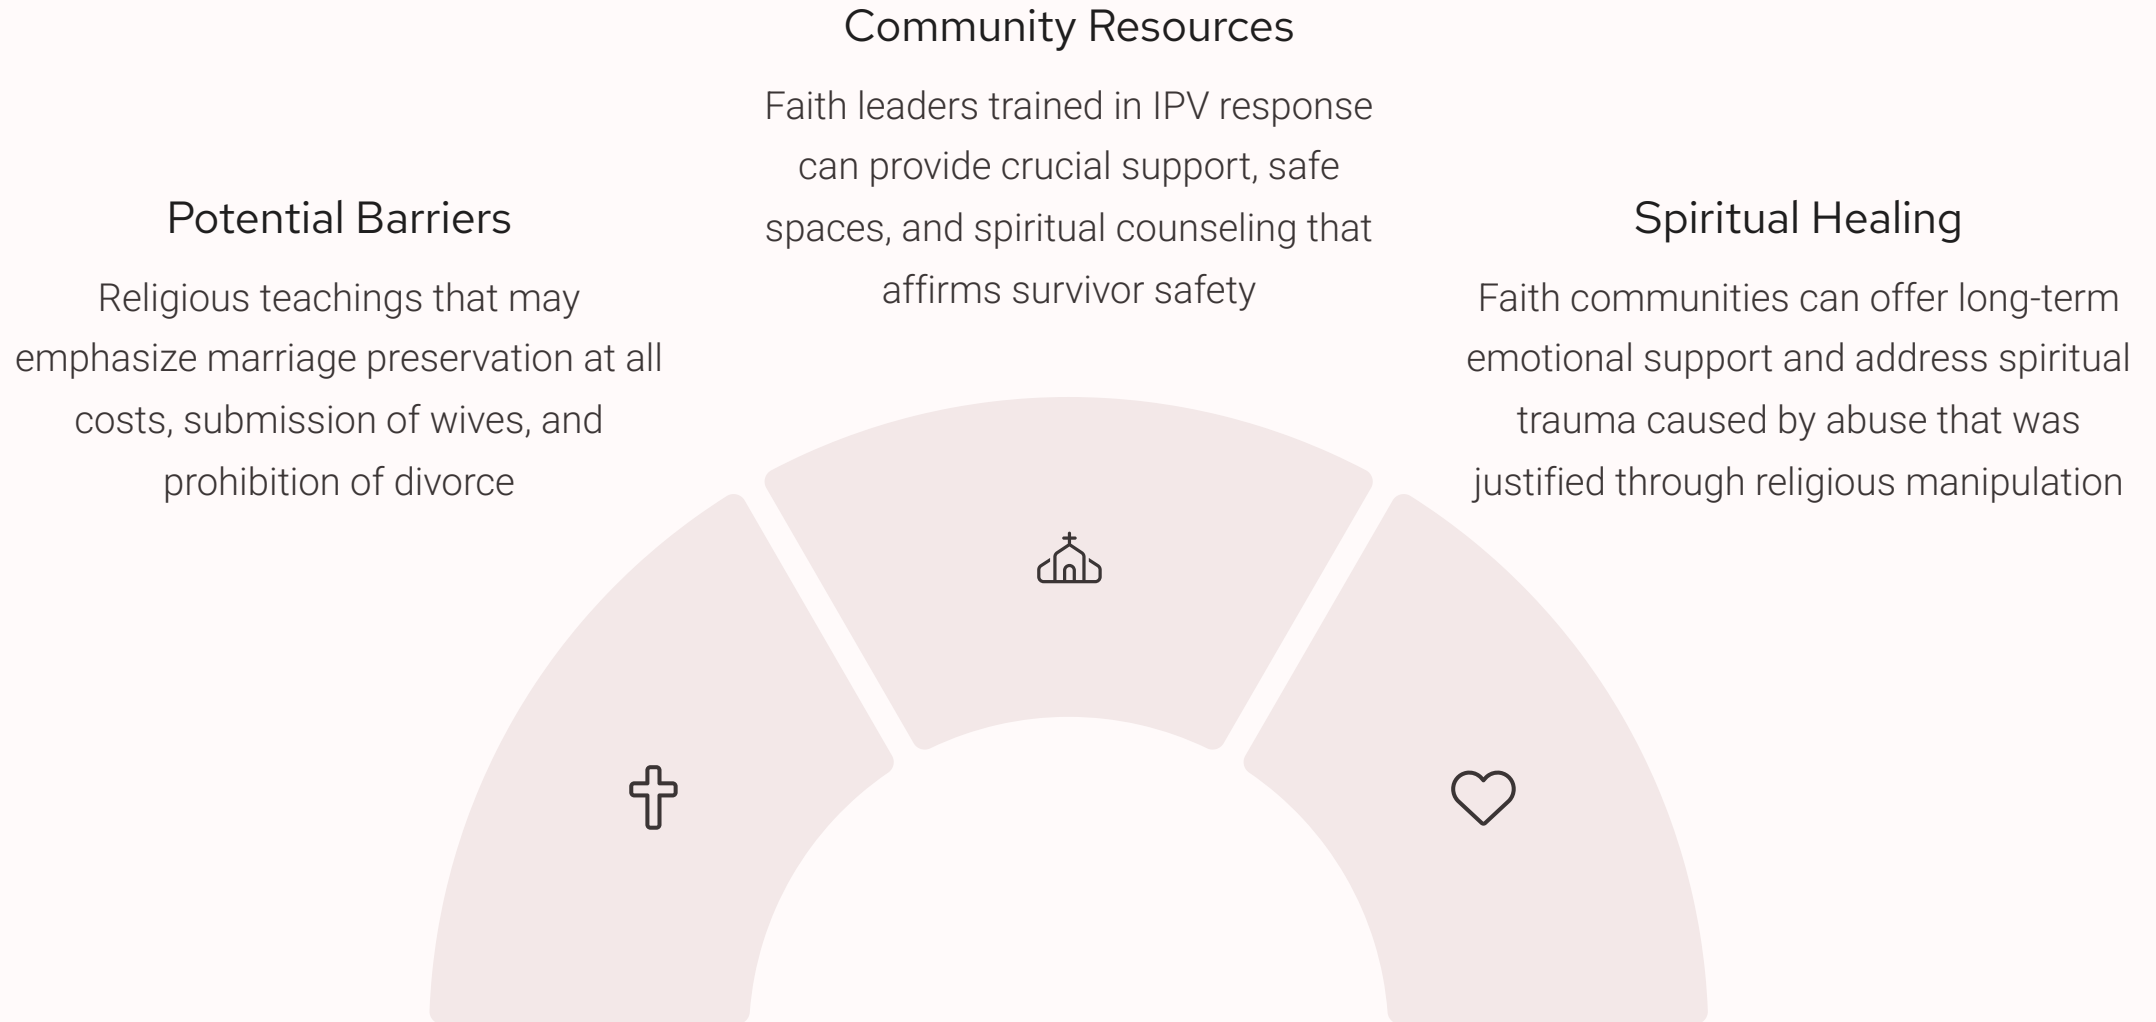 Potential Barriers
Religious teachings that may
emphasize marriage preservation at all
costs, submission of wives, and
prohibition of divorce
Community Resources
Faith leaders trained in IPV response
can provide crucial support, safe
spaces, and spiritual counseling that
affirms survivor safety
Spiritual Healing
Faith communities can offer long-term
emotional support and address spiritual
trauma caused by abuse that was
justified through religious manipulation